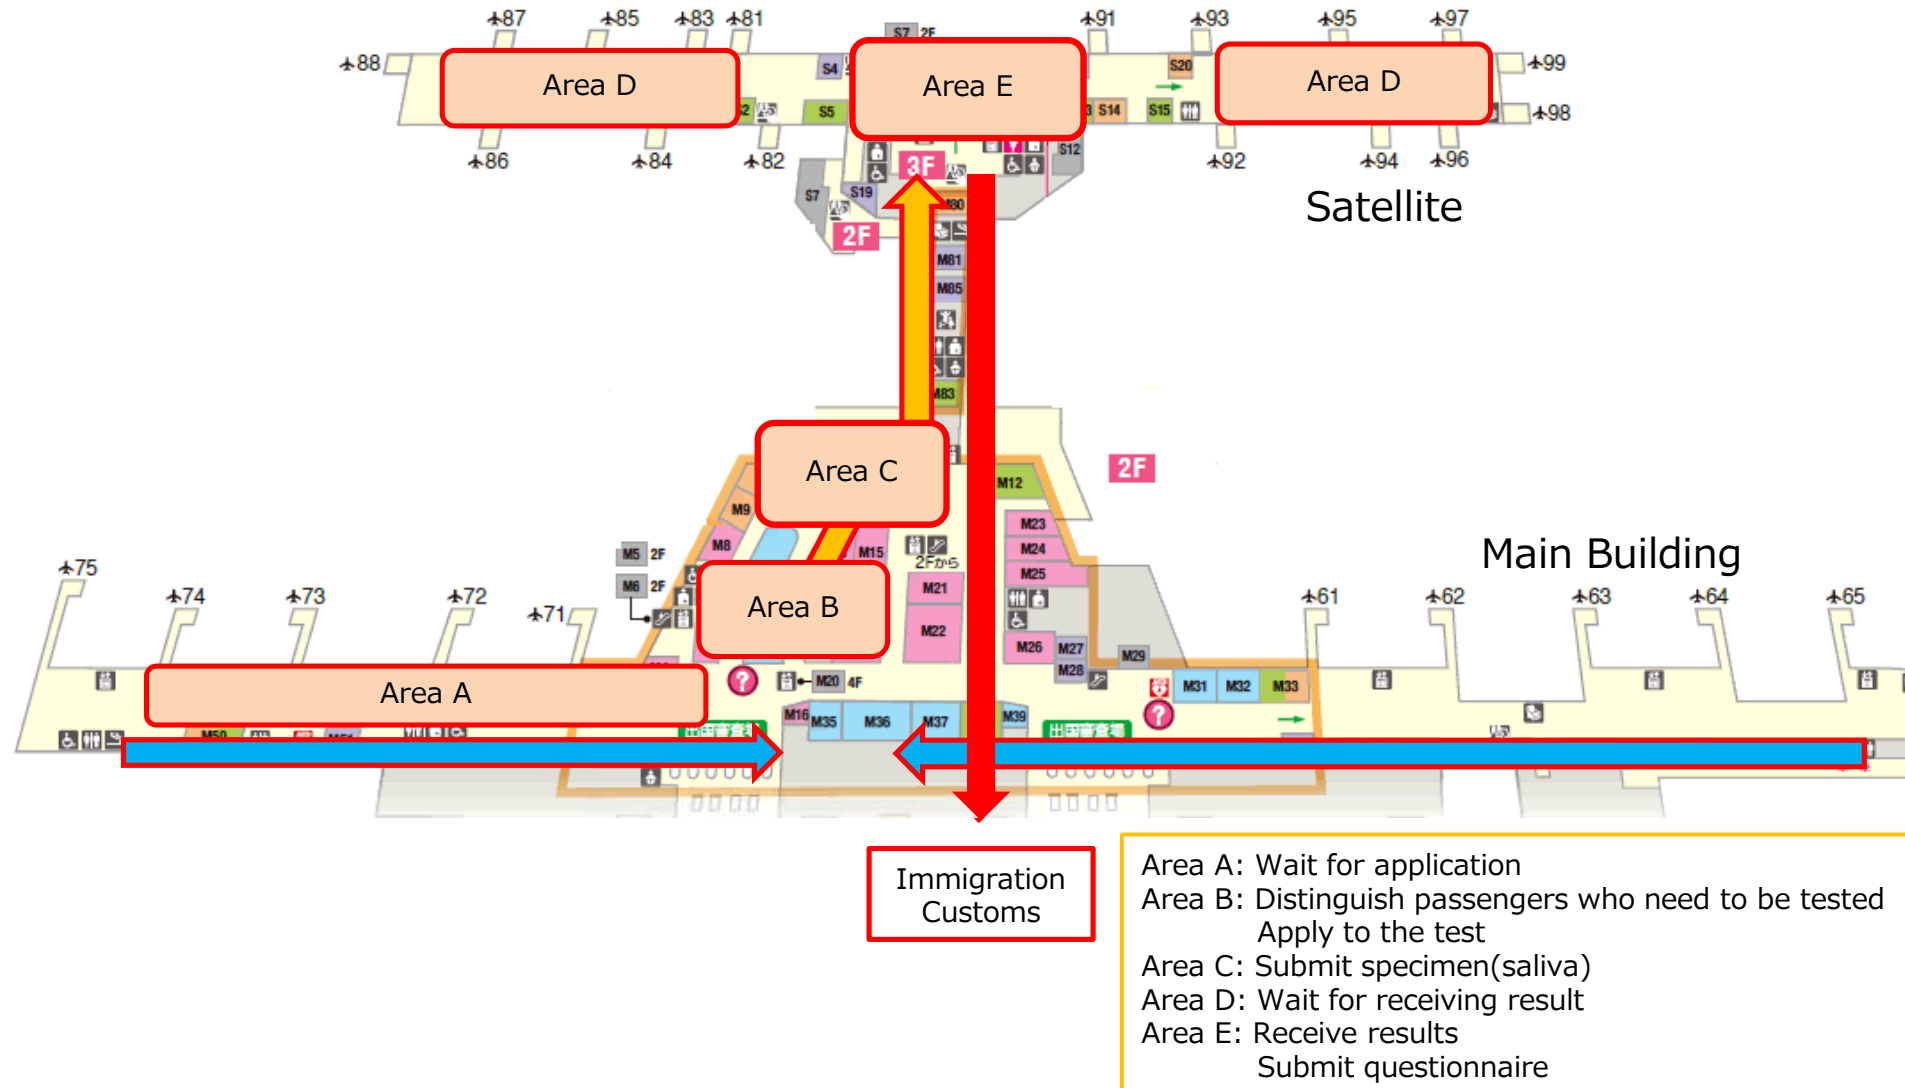 87
85
83
81
S7 2F
91
93
95
97
88
Area D
S4
Area E
S20
Area D
99
S5
S14
S15
98
86
84
82
3F
S12
92
94
96
S7
S19
M80
Satellite
2F
M81
M85
M83
Area C
2F
M12
M9
M23
M8
M15
M24
2Fから
M25
Main Building
M5 2F
M6 2F
75
74
73
72
71
Area B
M21
M22
61
62
63
64
65
M26
M27
M28
M29
Area A
M20 4F
M31
M32
M33
M16
M35
M36
M37
M39
Immigration
Customs
Area A: Wait for application
Area B: Distinguish passengers who need to be tested
Apply to the test
Area C: Submit specimen(saliva)
Area D: Wait for receiving result
Area E: Receive results
Submit questionnaire